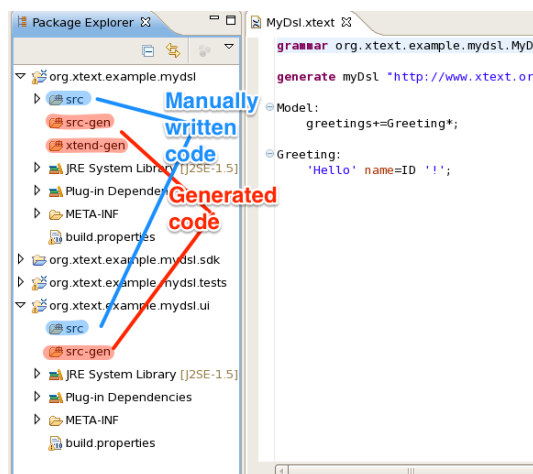 Package Explorer
org.xtext.example.mydsl
src
src-gen
xtend-gen
JRE System Library [J2SE-1.5]
Plug-in Dependencies
META-INF
build.properties
org.xtext.example.mydsl.sdk
org.xtext.example.mydsl.tests
org.xtext.example.mydsl.ui
src
src-gen
JRE System Library [J2SE-1.5]
Plug-in Dependencies
META-INF
build.properties
Manually
written
code
Generated
code
MyDsl.xtext
grammar org.xtext.example.mydsl.MyD
generate myDsl "http://www.xtext.or
Model:
greetings+=Greeting*;
Greeting:
'Hello' name=ID '!';